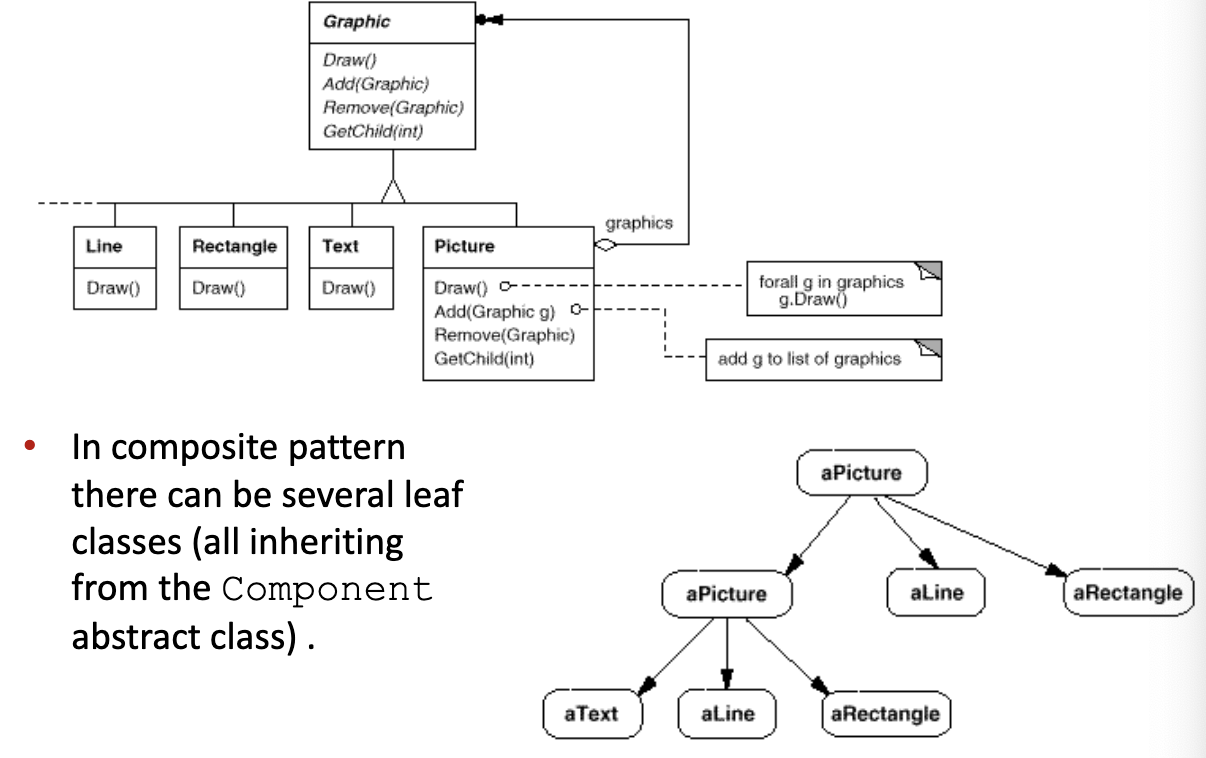 Graphic
Draw()
Add(Graphic)
Remove(Graphic)
GetChild(int)
graphics
Line
Draw()
Rectangle
Draw()
Text
Draw()
Picture
Draw()
Add(Graphic g)
Remove(Graphic)
GetChild(int)
forall g in graphics
g.Draw()
add g to list of graphics
• In composite pattern
there can be several leaf
classes (all inheriting
from the Component
abstract class) .
aPicture
aPicture
aLine
aRectangle
aText
aLine
aRectangle